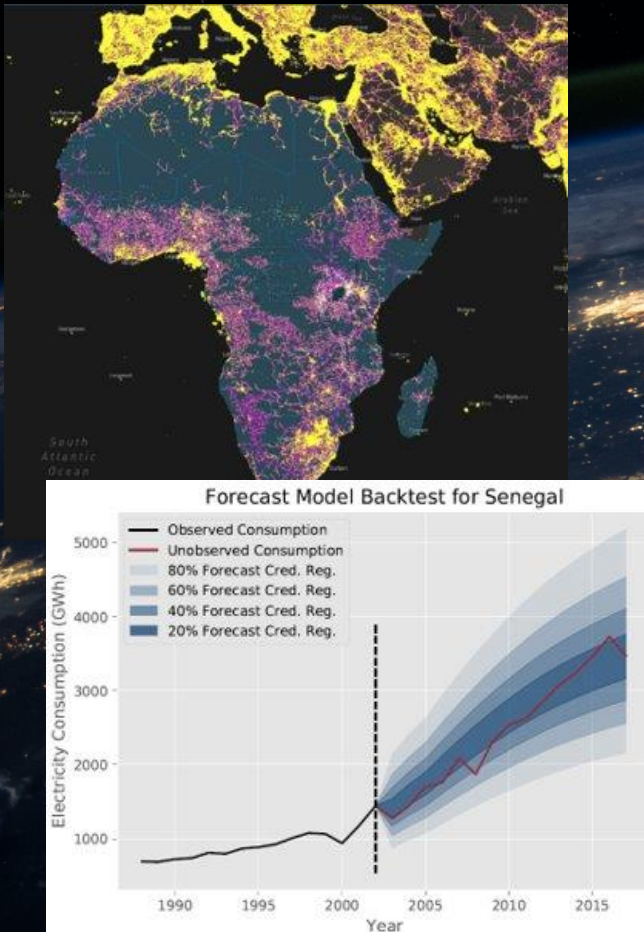 Arabian
Sea
South
Atlantic
Ocean
Forecast Model Backtest for Senegal
Observed Consumption
Unobserved Consumption
80% Forecast Cred. Reg.
60% Forecast Cred. Reg.
40% Forecast Cred. Reg.
20% Forecast Cred. Reg.
Electricity Consumption (GWh)
5000
4000
3000
2000
1000
1990
1995
2000
2005
2010
2015
Year